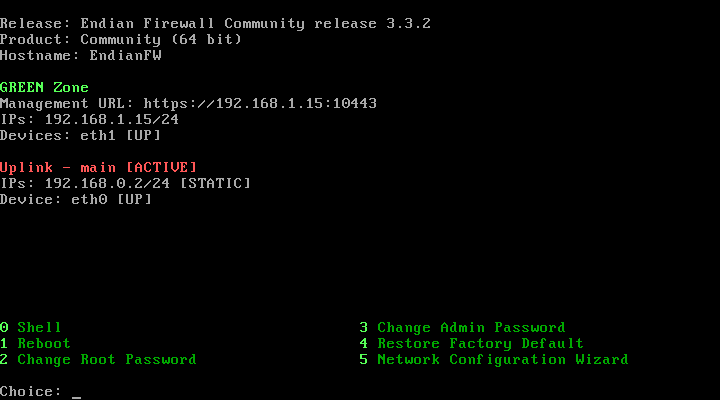 Release: Endian Firewall Community release 3.3.2
Product: Community (64 bit)
Hostname: EndianFW
GREEN Zone
Management URL: https://192.168.1.15:10443
IPs: 192.168.1.15/24
Devices: eth1 [UP]
Uplink - main [ACTIVE]
IPs: 192.168.0.2/24 [STATIC]
Device: eth0 [UP]
0 Shell
1 Reboot
2 Change Root Password
3 Change Admin Password
4 Restore Factory Default
5 Network Configuration Wizard
Choice: _